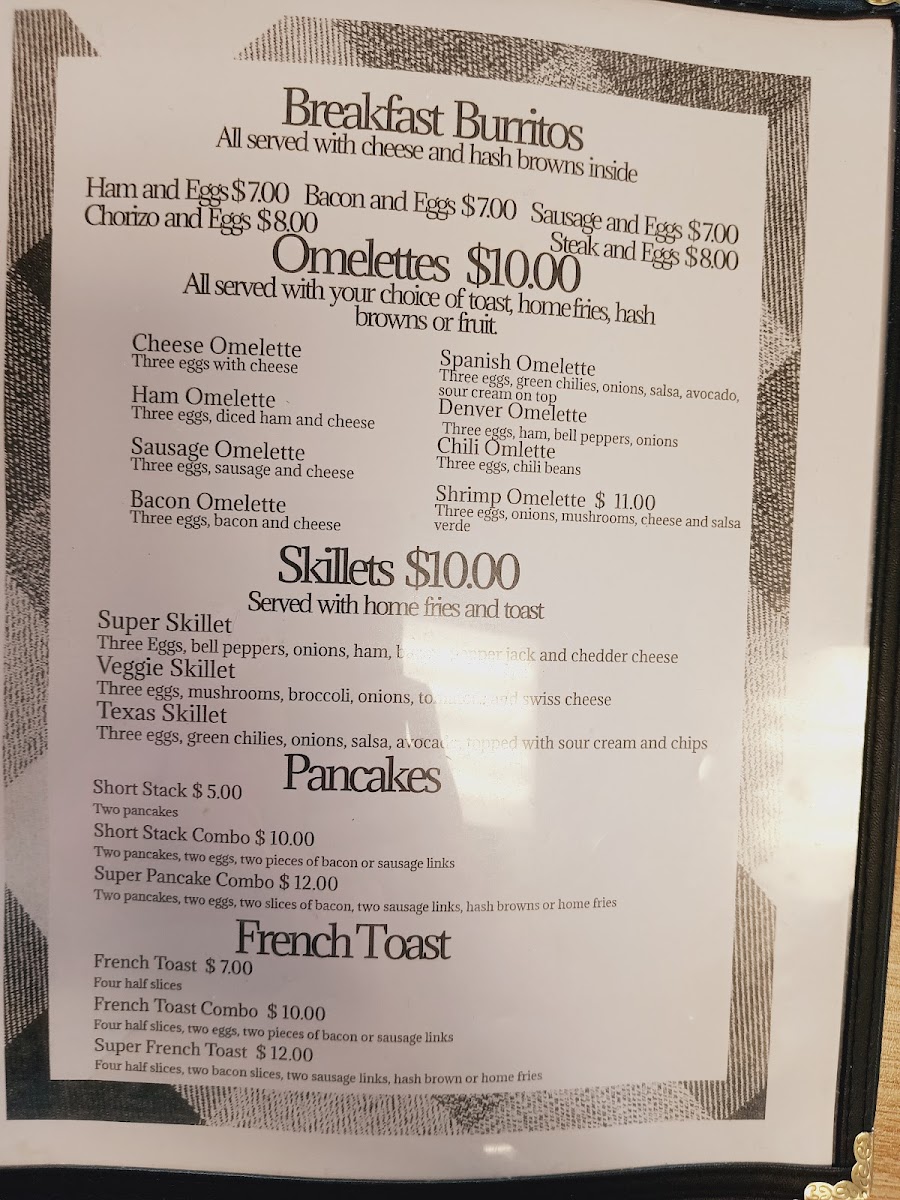 Breakfast Burritos
All served with cheese and hash browns inside
Ham and Eggs $7.00 Bacon and Eggs $7.00 Sausage and Eggs $7.00
Chorizo and Eggs $8.00 Steak and Eggs $8.00
Omelettes $10.00
All served with your choice of toast, home fries, hash
browns or fruit.
Cheese Omelette
Three eggs with cheese
Ham Omelette
Three eggs, diced ham and cheese
Sausage Omelette
Three eggs, sausage and cheese
Bacon Omelette
Three eggs, bacon and cheese
Spanish Omelette
Three eggs, green chilies, onions, salsa, avocado,
sour cream on top
Denver Omelette
Three eggs, ham, bell peppers, onions
Chili Omlette
Three eggs, chili beans
Shrimp Omelette $ 11.00
Three eggs, onions, mushrooms, cheese and salsa
verde
Skillets $10.00
Served with home fries and toast
Super Skillet
Three Eggs, bell peppers, onions, ham, pepper jack and chedder cheese
Veggie Skillet
Three eggs, mushrooms, broccoli, onions, tomatoes, and swiss cheese
Texas Skillet
Three eggs, green chilies, onions, salsa, avocado, topped with sour cream and chips
Pancakes
Short Stack $ 5.00
Two pancakes
Short Stack Combo $ 10.00
Two pancakes, two eggs, two pieces of bacon or sausage links
Super Pancake Combo $ 12.00
Two pancakes, two eggs, two slices of bacon, two sausage links, hash browns or home fries
French Toast
French Toast $ 7.00
Four half slices
French Toast Combo $ 10.00
Four half slices, two eggs, two pieces of bacon or sausage links
Super French Toast $ 12.00
Four half slices, two bacon slices, two sausage links, hash brown or home fries